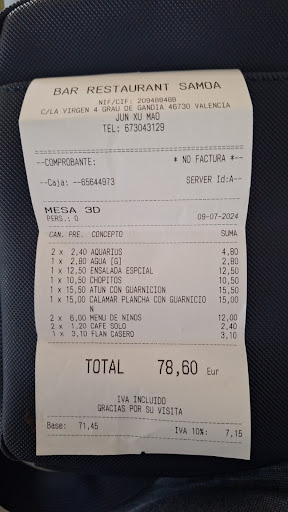 BAR RESTAURANT SAMOA
NIF/CIF: 20948946B
C/LA VIRGEN 4 GRAU DE GANDIA 46730 VALENCIA
JUN XU MAO
TEL: 673043129
--COMPROBANTE: * NO FACTURA *--
--Caja: --65644973 SERVER Id:A--
MESA 3D
PERS.: 0 09-07-2024
CAN. PRE. CONCEPTO SUMA
2 x 2,40 AQUARIUS 4,80
1 x 2,80 AGUA [G] 2,80
1 x 12,50 ENSALADA ESPCIAL 12,50
1 x 10,50 CHOPITOS 10,50
1 x 15,50 ATUN CON GUARNICION 15,50
1 x 15,00 CALAMAR PLANCHA CON GUARNICIO 15,00
N
2 x 6,00 MENU DE NINOS 12,00
2 x 1,20 CAFE SOLO 2,40
1 x 3,10 FLAN CASERO 3,10
TOTAL 78,60 Eur
IVA INCLUIDO
GRACIAS POR SU VISITA
Base: 71,45 IVA 10%: 7,15